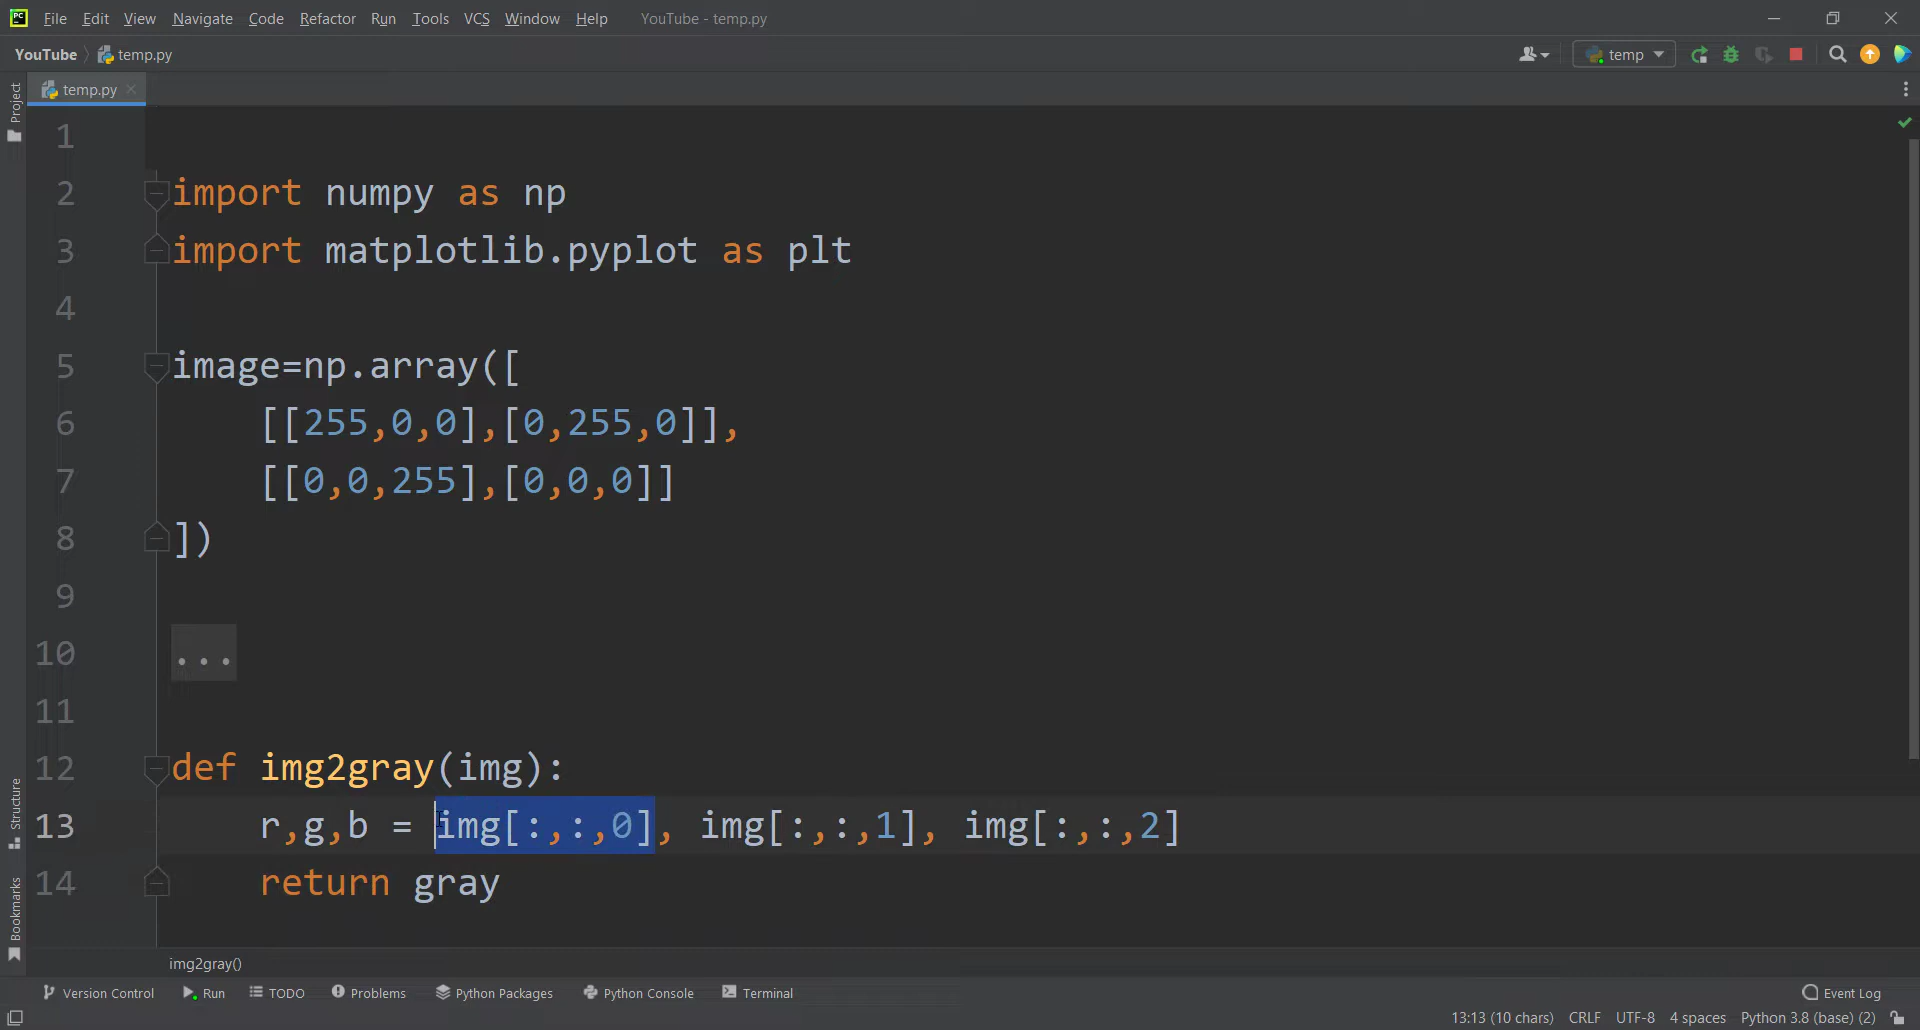 PC File Edit View Navigate Code Refactor Run Tools VCS Window Help YouTube - temp.py
YouTube temp.py temp
Project
temp.py
1
2 import numpy as np
3 import matplotlib.pyplot as plt
4
5 image=np.array([
6 [[255,0,0],[0,255,0]],
7 [[0,0,255],[0,0,0]]
8 ])
9
10 ...
11
12 def img2gray(img):
13 r,g,b = img[:,:,0], img[:,:,1], img[:,:,2]
14 return gray
Structure
Bookmarks
img2gray()
Version Control Run TODO Problems Python Packages Python Console Terminal Event Log
13:13 (10 chars) CRLF UTF-8 4 spaces Python 3.8 (base) (2)